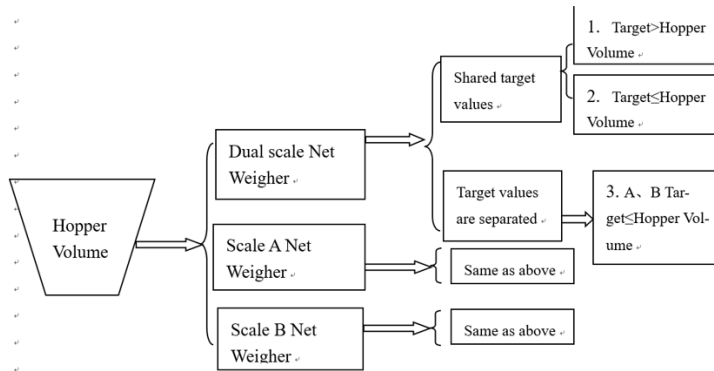 1. Target>Hopper
Volume
Shared target
values
2. Target≤Hopper
Volume
Dual scale Net
Weigher
Target values
are separated
3. A、B Tar-
get≤Hopper Vol-
ume
Hopper
Volume
Scale A Net
Weigher
Same as above
Scale B Net
Weigher
Same as above